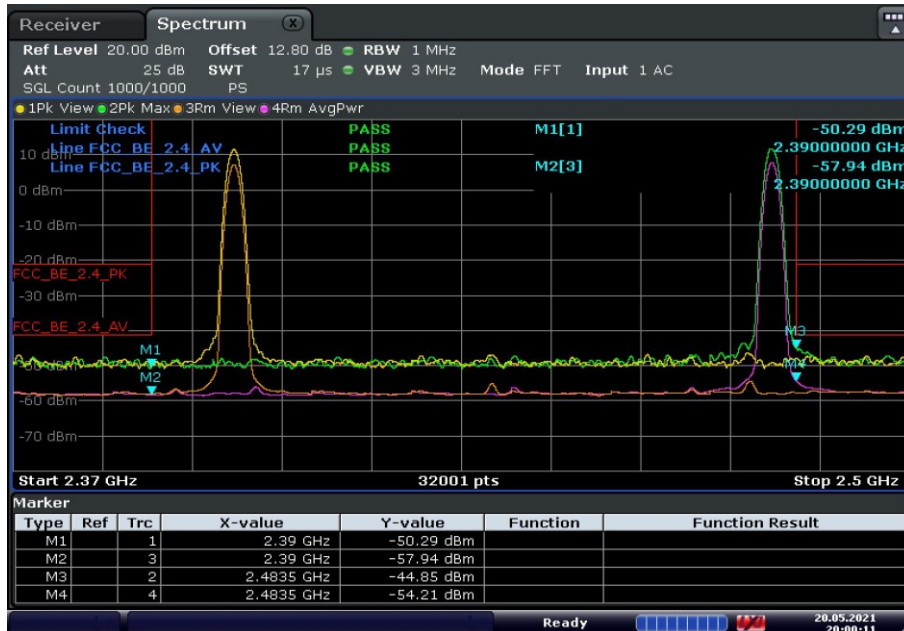 Receiver Spectrum X
Ref Level 20.00 dBm Offset 12.80 dB RBW 1 MHz
Att 25 dB SWT 17 µs VBW 3 MHz Mode FFT Input 1 AC
SGL Count 1000/1000 PS
1Pk View 2Pk Max 3Rm View 4Rm AvgPwr
Limit Check PASS M1[1] -50.29 dBm
10 dBm Line FCC_BE_2.4_AV PASS 2.39000000 GHz
Line FCC_BE_2.4_PK PASS M2[3] -57.94 dBm
0 dBm 2.39000000 GHz
-10 dBm
-20 dBm
FCC_BE_2.4_PK
-30 dBm
FCC_BE_2.4_AV
M3
M1
M2 M4
-60 dBm
-70 dBm
Start 2.37 GHz 32001 pts Stop 2.5 GHz
Marker
Type Ref Trc X-value Y-value Function Function Result
M1 1 2.39 GHz -50.29 dBm
M2 3 2.39 GHz -57.94 dBm
M3 2 2.4835 GHz -44.85 dBm
M4 4 2.4835 GHz -54.21 dBm
Ready 20.05.2021
20:00:11